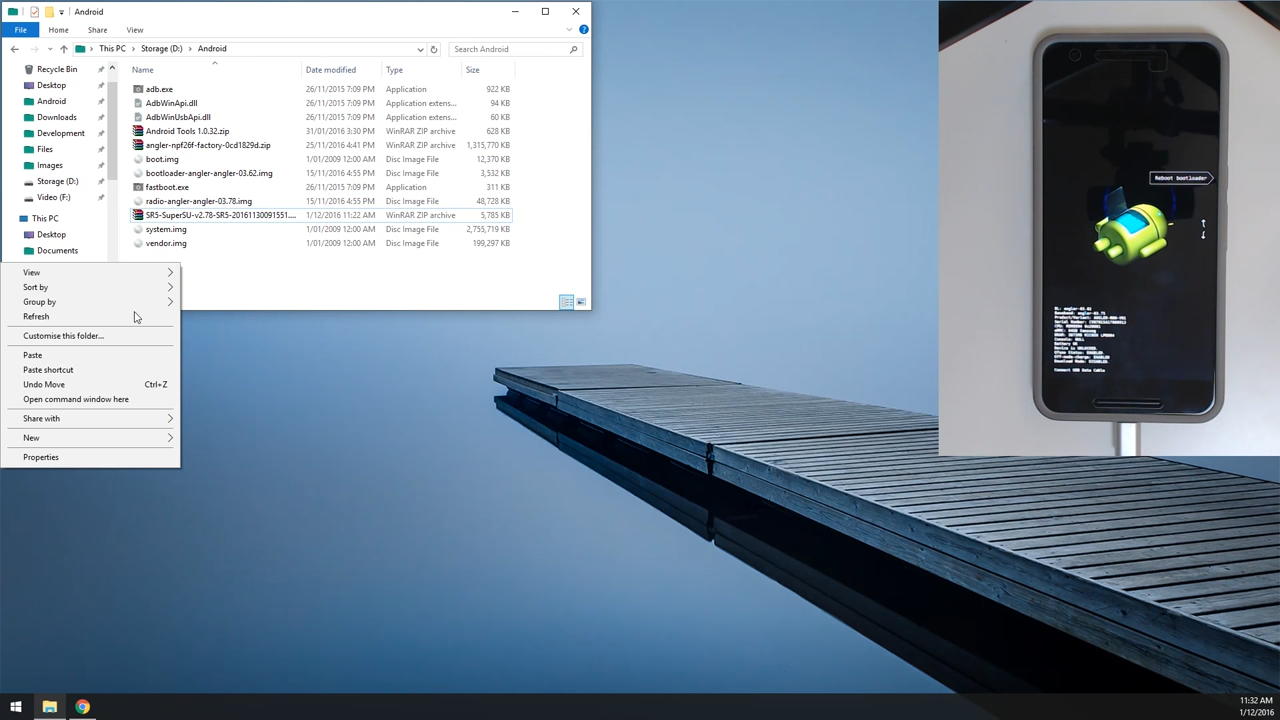 Android
File Home Share View
This PC Storage (D:) Android Search Android
Recycle Bin
Desktop
Android
Downloads
Development
Files
Images
Storage (D:)
Video (F:)
This PC
Desktop
Documents
Name Date modified Type Size
adb.exe 26/11/2015 7:09 PM Application 922 KB
AdbWinApi.dll 26/11/2015 7:09 PM Application extens... 94 KB
AdbWinUsbApi.dll 26/11/2015 7:09 PM Application extens... 60 KB
Android Tools 1.0.32.zip 31/01/2016 3:30 PM WinRAR ZIP archive 628 KB
angler-npf26f-factory-0cd1829d.zip 25/11/2016 4:41 PM WinRAR ZIP archive 1,315,770 KB
boot.img 1/01/2009 12:00 AM Disc Image File 12,370 KB
bootloader-angler-angler-03.62.img 15/11/2016 4:55 PM Disc Image File 3,532 KB
fastboot.exe 26/11/2015 7:09 PM Application 311 KB
radio-angler-angler-03.78.img 15/11/2016 4:55 PM Disc Image File 48,728 KB
SR5-SuperSU-v2.78-SR5-20161130091551.... 1/12/2016 11:22 AM WinRAR ZIP archive 5,785 KB
system.img 1/01/2009 12:00 AM Disc Image File 2,755,719 KB
vendor.img 1/01/2009 12:00 AM Disc Image File 199,297 KB
View
Sort by
Group by
Refresh
Customise this folder...
Paste
Paste shortcut
Undo Move Ctrl+Z
Open command window here
Share with
New
Properties
Reboot bootloader
Connect USB Data Cable
11:32 AM
1/12/2016